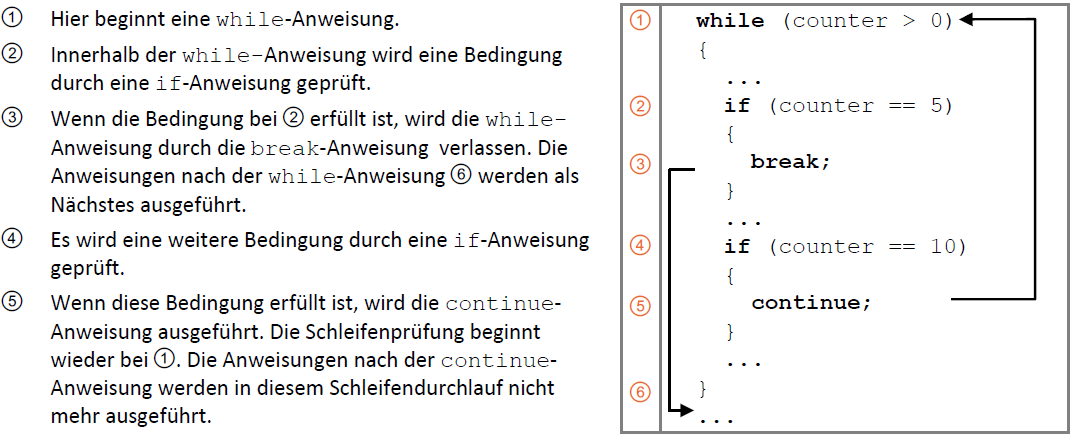 ① Hier beginnt eine while-Anweisung.
② Innerhalb der while-Anweisung wird eine Bedingung
durch eine if-Anweisung geprüft.
③ Wenn die Bedingung bei ② erfüllt ist, wird die while-
Anweisung durch die break-Anweisung verlassen. Die
Anweisungen nach der while-Anweisung ⑥ werden als
Nächstes ausgeführt.
④ Es wird eine weitere Bedingung durch eine if-Anweisung
geprüft.
⑤ Wenn diese Bedingung erfüllt ist, wird die continue-
Anweisung ausgeführt. Die Schleifenprüfung beginnt
wieder bei ①. Die Anweisungen nach der continue-
Anweisung werden in diesem Schleifendurchlauf nicht
mehr ausgeführt.
① while (counter > 0)
{
...
② if (counter == 5)
{
③ break;
}
...
④ if (counter == 10)
{
⑤ continue;
}
...
⑥ }
...